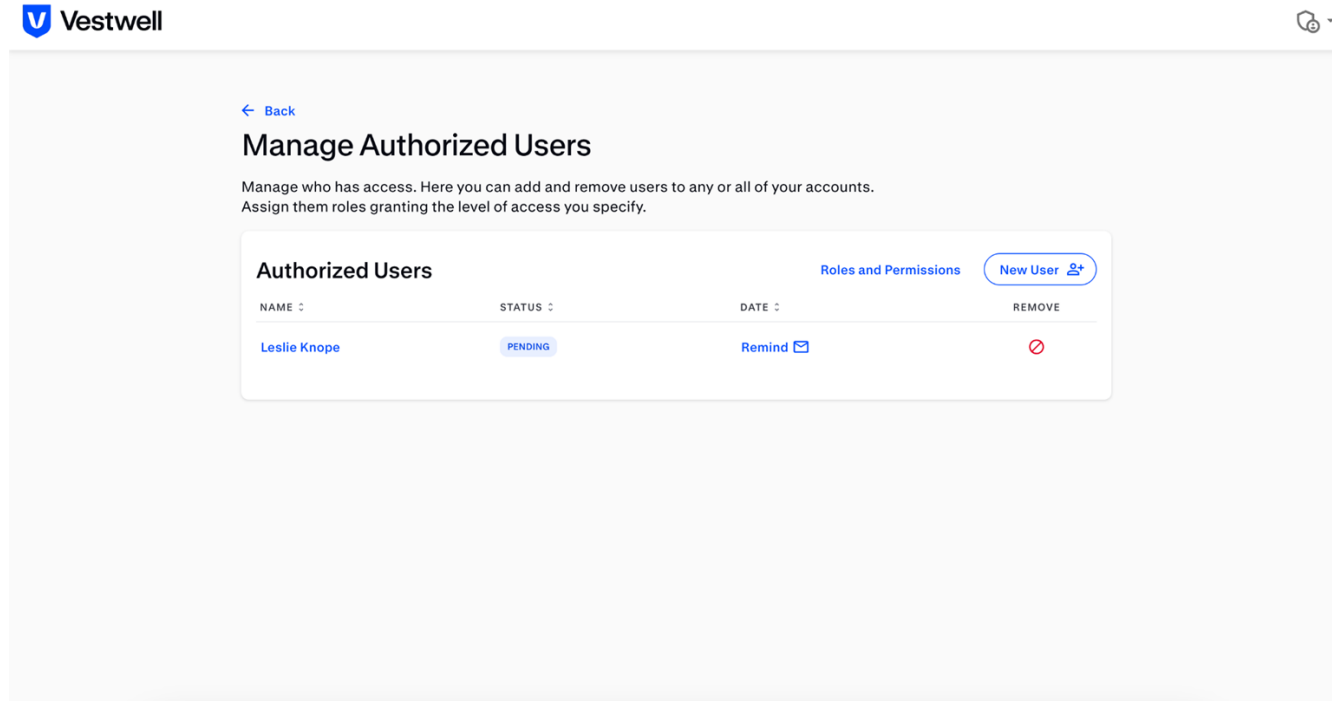 Vestwell
Back
Manage Authorized Users
Manage who has access. Here you can add and remove users to any or all of your accounts.
Assign them roles granting the level of access you specify.
Authorized Users
Roles and Permissions
New User
NAME STATUS DATE REMOVE
Leslie Knope PENDING Remind